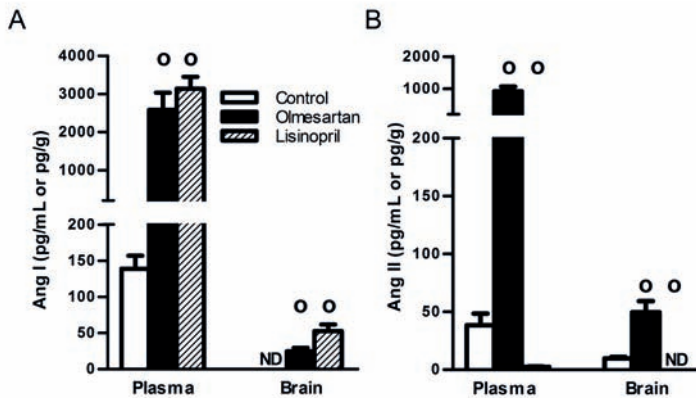 A
Ang I (pg/mL or pg/g)
4000
3000
2000
1000
200
150
100
50
0
O O
O O
ND
Control
Olmesartan
Lisinopril
Plasma Brain
B
Ang II (pg/mL or pg/g)
2000
1000
200
150
100
50
0
O O
O O
ND
Plasma Brain